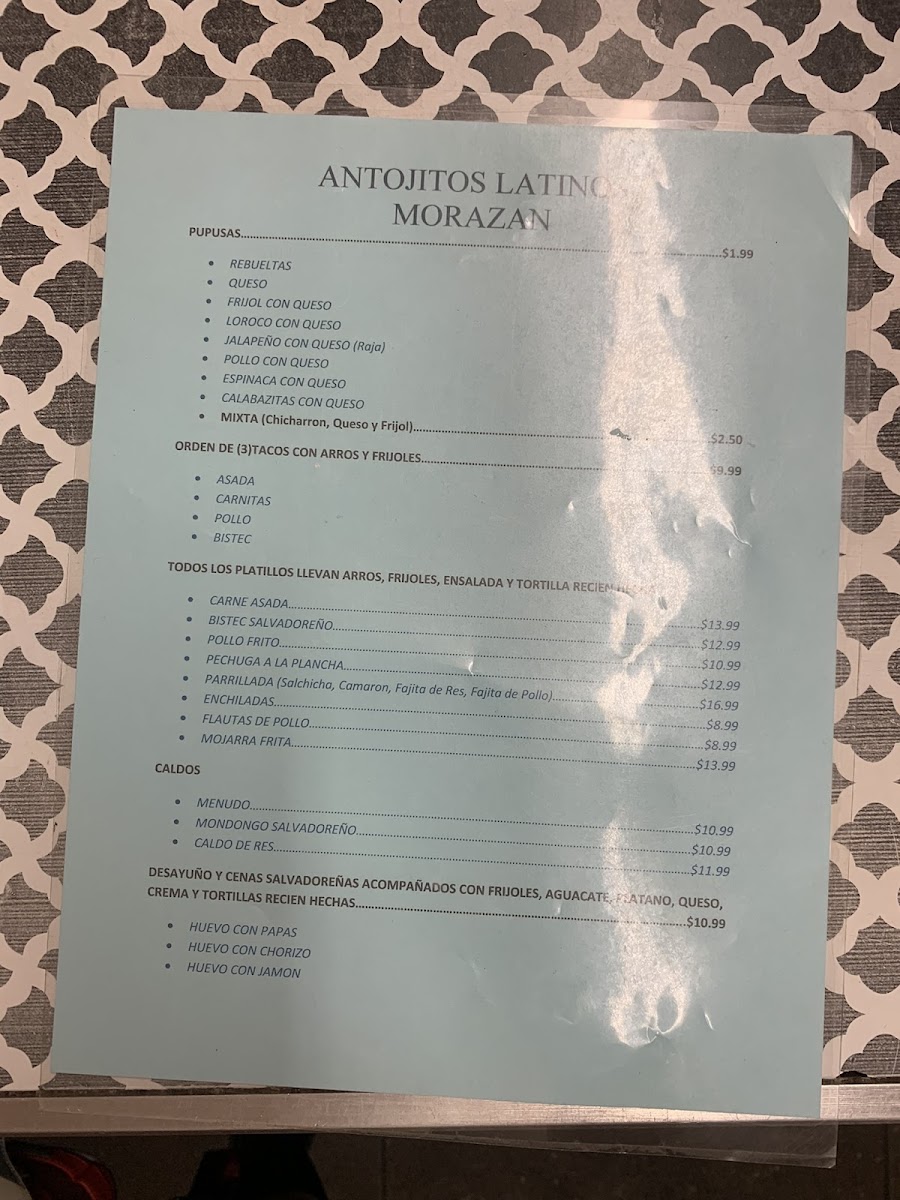 ANTOJITOS LATINO
MORAZAN
PUPUSAS....................$1.99
• REBUELTAS
• QUESO
• FRIJOL CON QUESO
• LOROCO CON QUESO
• JALAPEÑO CON QUESO (Raja)
• POLLO CON QUESO
• ESPINACA CON QUESO
• CALABAZITAS CON QUESO
• MIXTA (Chicharron, Queso y Frijol)....................$2.50
ORDEN DE (3)TACOS CON ARROS Y FRIJOLES....................$9.99
• ASADA
• CARNITAS
• POLLO
• BISTEC
TODOS LOS PLATILLOS LLEVAN ARROS, FRIJOLES, ENSALADA Y TORTILLA RECIEN
• CARNE ASADA....................$13.99
• BISTEC SALVADOREÑO....................$12.99
• POLLO FRITO....................$10.99
• PECHUGA A LA PLANCHA....................$12.99
• PARRILLADA (Salchicha, Camaron, Fajita de Res, Fajita de Pollo)....................$16.99
• ENCHILADAS....................$8.99
• FLAUTAS DE POLLO....................$8.99
• MOJARRA FRITA....................$13.99
CALDOS
• MENUDO....................$10.99
• MONDONGO SALVADOREÑO....................$10.99
• CALDO DE RES....................$11.99
DESAYUÑO Y CENAS SALVADOREÑAS ACOMPAÑADOS CON FRIJOLES, AGUACATE, PLATANO, QUESO,
CREMA Y TORTILLAS RECIEN HECHAS....................$10.99
• HUEVO CON PAPAS
• HUEVO CON CHORIZO
• HUEVO CON JAMON